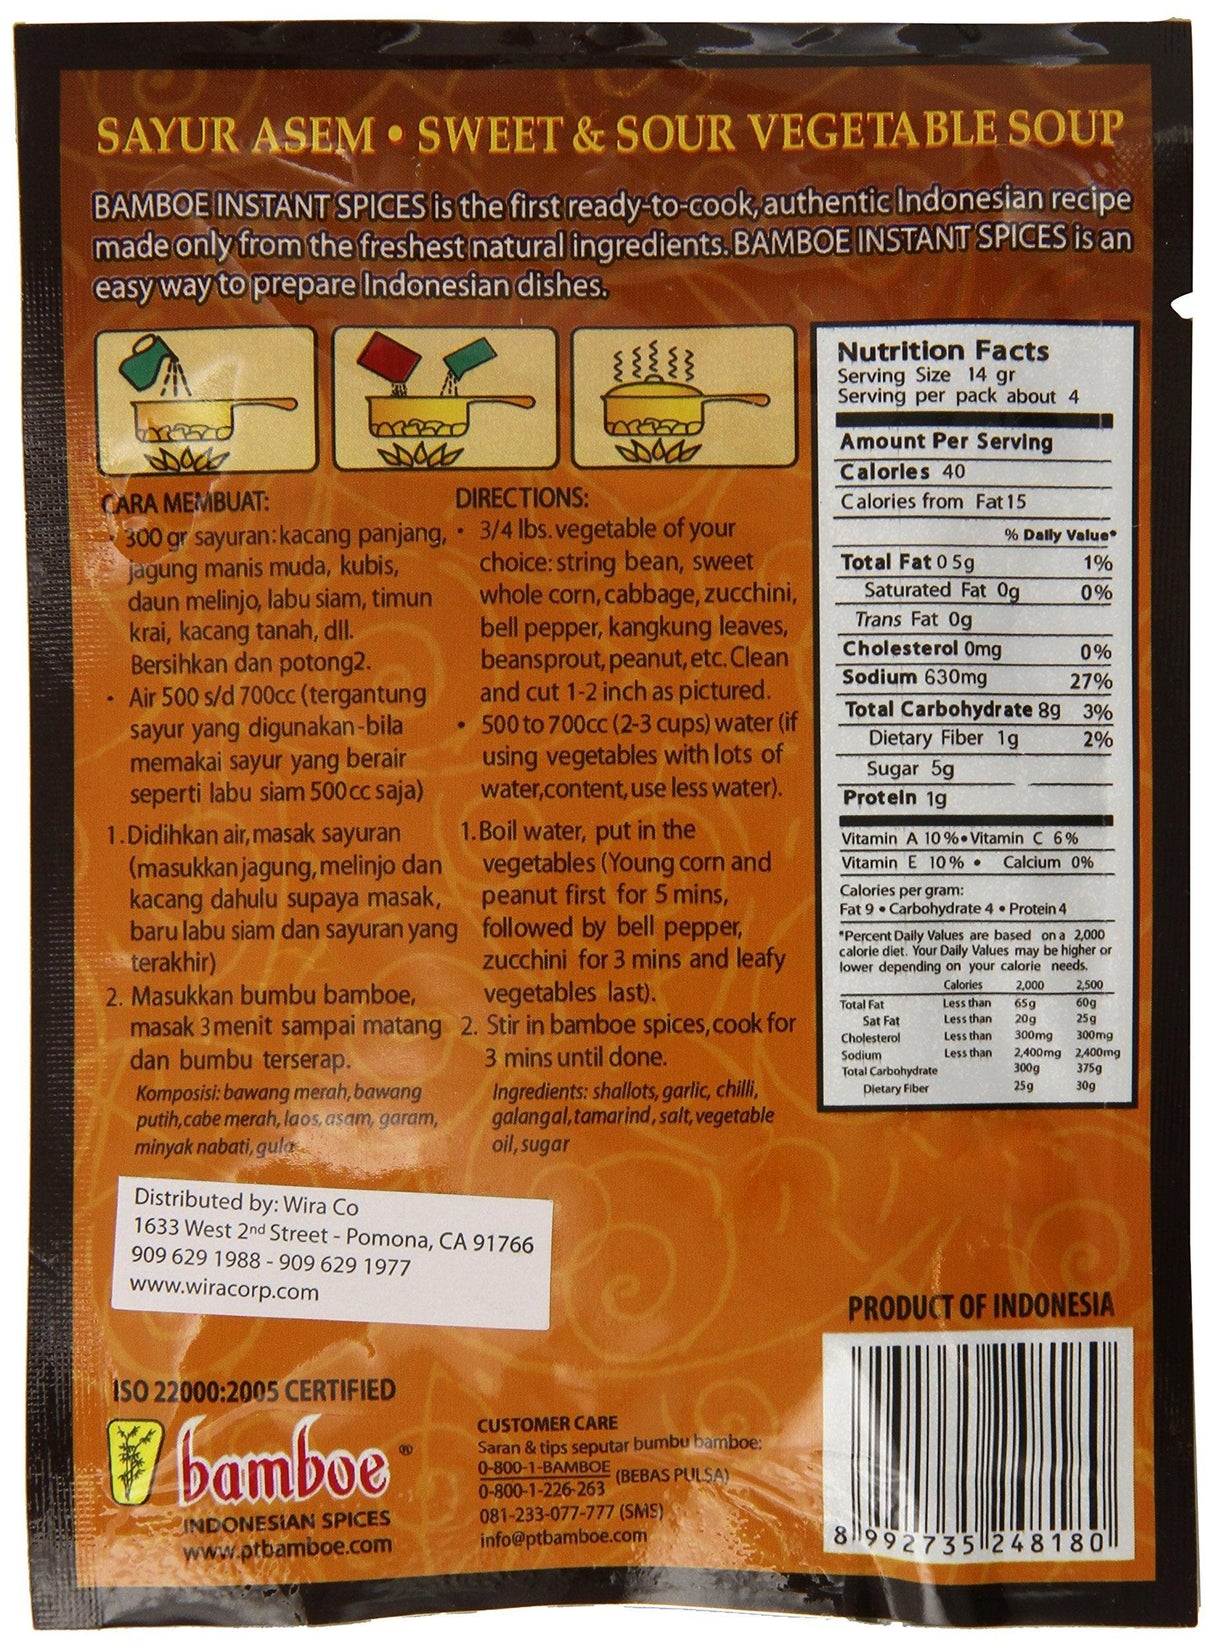 SAYUR ASEM • SWEET & SOUR VEGETABLE SOUP
BAMBOE INSTANT SPICES is the first ready-to-cook, authentic Indonesian recipe
made only from the freshest natural ingredients. BAMBOE INSTANT SPICES is an
easy way to prepare Indonesian dishes.
CARA MEMBUAT:
• 300 gr sayuran: kacang panjang,
jagung manis muda, kubis,
daun melinjo, labu siam, timun
krai, kacang tanah, dll.
Bersihkan dan potong2.
• Air 500 s/d 700cc (tergantung
sayur yang digunakan-bila
memakai sayur yang berair
seperti labu siam 500cc saja)
1. Didihkan air, masak sayuran
(masukkan jagung, melinjo dan
kacang dahulu supaya masak,
baru labu siam dan sayuran yang
terakhir)
2. Masukkan bumbu bamboe,
masak 3 menit sampai matang
dan bumbu terserap.
Komposisi: bawang merah, bawang
putih, cabe merah, laos, asam, garam,
minyak nabati, gula
DIRECTIONS:
• 3/4 lbs. vegetable of your
choice: string bean, sweet
whole corn, cabbage, zucchini,
bell pepper, kangkung leaves,
beansprout, peanut, etc. Clean
and cut 1-2 inch as pictured.
• 500 to 700cc (2-3 cups) water (if
using vegetables with lots of
water,content, use less water).
1. Boil water, put in the
vegetables (Young corn and
peanut first for 5 mins,
followed by bell pepper,
zucchini for 3 mins and leafy
vegetables last).
2. Stir in bamboe spices, cook for
3 mins until done.
Ingredients: shallots, garlic, chilli,
galangal, tamarind, salt, vegetable
oil, sugar
Nutrition Facts
Serving Size 14 gr
Serving per pack about 4
Amount Per Serving
Calories 40
Calories from Fat 15
% Daily Value*
Total Fat 0 5g 1%
Saturated Fat 0g 0%
Trans Fat 0g
Cholesterol 0mg 0%
Sodium 630mg 27%
Total Carbohydrate 8g 3%
Dietary Fiber 1g 2%
Sugar 5g
Protein 1g
Vitamin A 10% • Vitamin C 6%
Vitamin E 10% • Calcium 0%
Calories per gram:
Fat 9 • Carbohydrate 4 • Protein 4
*Percent Daily Values are based on a 2,000
calorie diet. Your Daily Values may be higher or
lower depending on your calorie needs.
Calories 2,000 2,500
Total Fat Less than 65g 60g
Sat Fat Less than 20g 25g
Cholesterol Less than 300mg 300mg
Sodium Less than 2,400mg 2,400mg
Total Carbohydrate 300g 375g
Dietary Fiber 25g 30g
Distributed by: Wira Co
1633 West 2nd Street - Pomona, CA 91766
909 629 1988 - 909 629 1977
www.wiracorp.com
PRODUCT OF INDONESIA
8 992735 248180
ISO 22000:2005 CERTIFIED
bamboe ®
INDONESIAN SPICES
www.ptbamboe.com
CUSTOMER CARE
Saran & tips seputar bumbu bamboe:
0-800-1-BAMBOE
0-800-1-226-263 (BEBAS PULSA)
081-233-077-777 (SMS)
info@ptbamboe.com